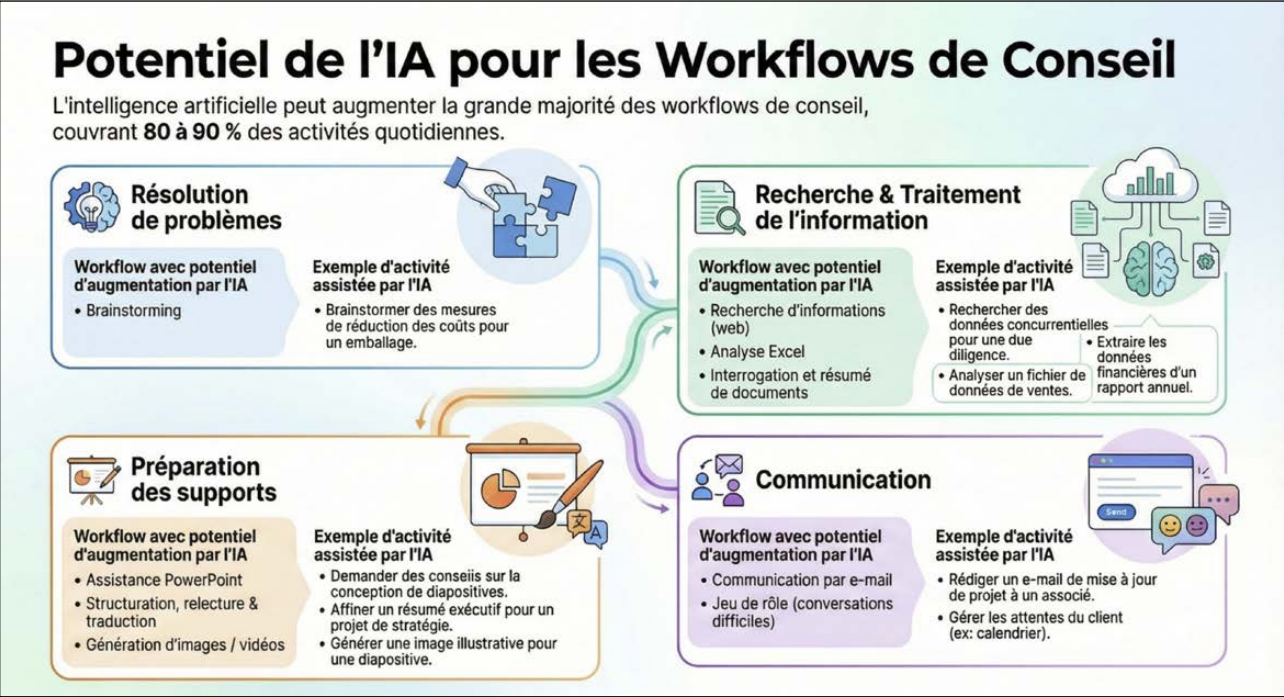 Potentiel de l'IA pour les Workflows de Conseil
L'intelligence artificielle peut augmenter la grande majorité des workflows de conseil,
couvrant 80 à 90 % des activités quotidiennes.
Résolution
de problèmes
Workflow avec potentiel
d'augmentation par l'IA
• Brainstorming
Exemple d'activité
assistée par l'IA
• Brainstormer des mesures
de réduction des coûts pour
un emballage.
Recherche & Traitement
de l'information
Workflow avec potentiel
d'augmentation par l'IA
• Recherche d'informations
(web)
• Analyse Excel
• Interrogation et résumé
de documents
Exemple d'activité
assistée par l'IA
• Rechercher des
données concurrentielles
pour une due
diligence.
• Analyser un fichier de
données de ventes.
• Extraire les
données
financières d'un
rapport annuel.
Préparation
des supports
Workflow avec potentiel
d'augmentation par l'IA
• Assistance PowerPoint
• Structuration, relecture &
traduction
• Génération d'images / vidéos
Exemple d'activité
assistée par l'IA
• Demander des conseiis sur la
conception de diapositives.
• Affiner un résumé exécutif pour un
projet de stratégie.
• Générer une image illustrative pour
une diapositive.
文
A
Communication
Workflow avec potentiel
d'augmentation par l'IA
• Communication par e-mail
• Jeu de rôle (conversations
difficiles)
Send
Exemple d'activité
assistée par l'IA
• Rédiger un e-mail de mise à jour
de projet à un associé.
• Gérer les attentes du client
(ex: calendrier).